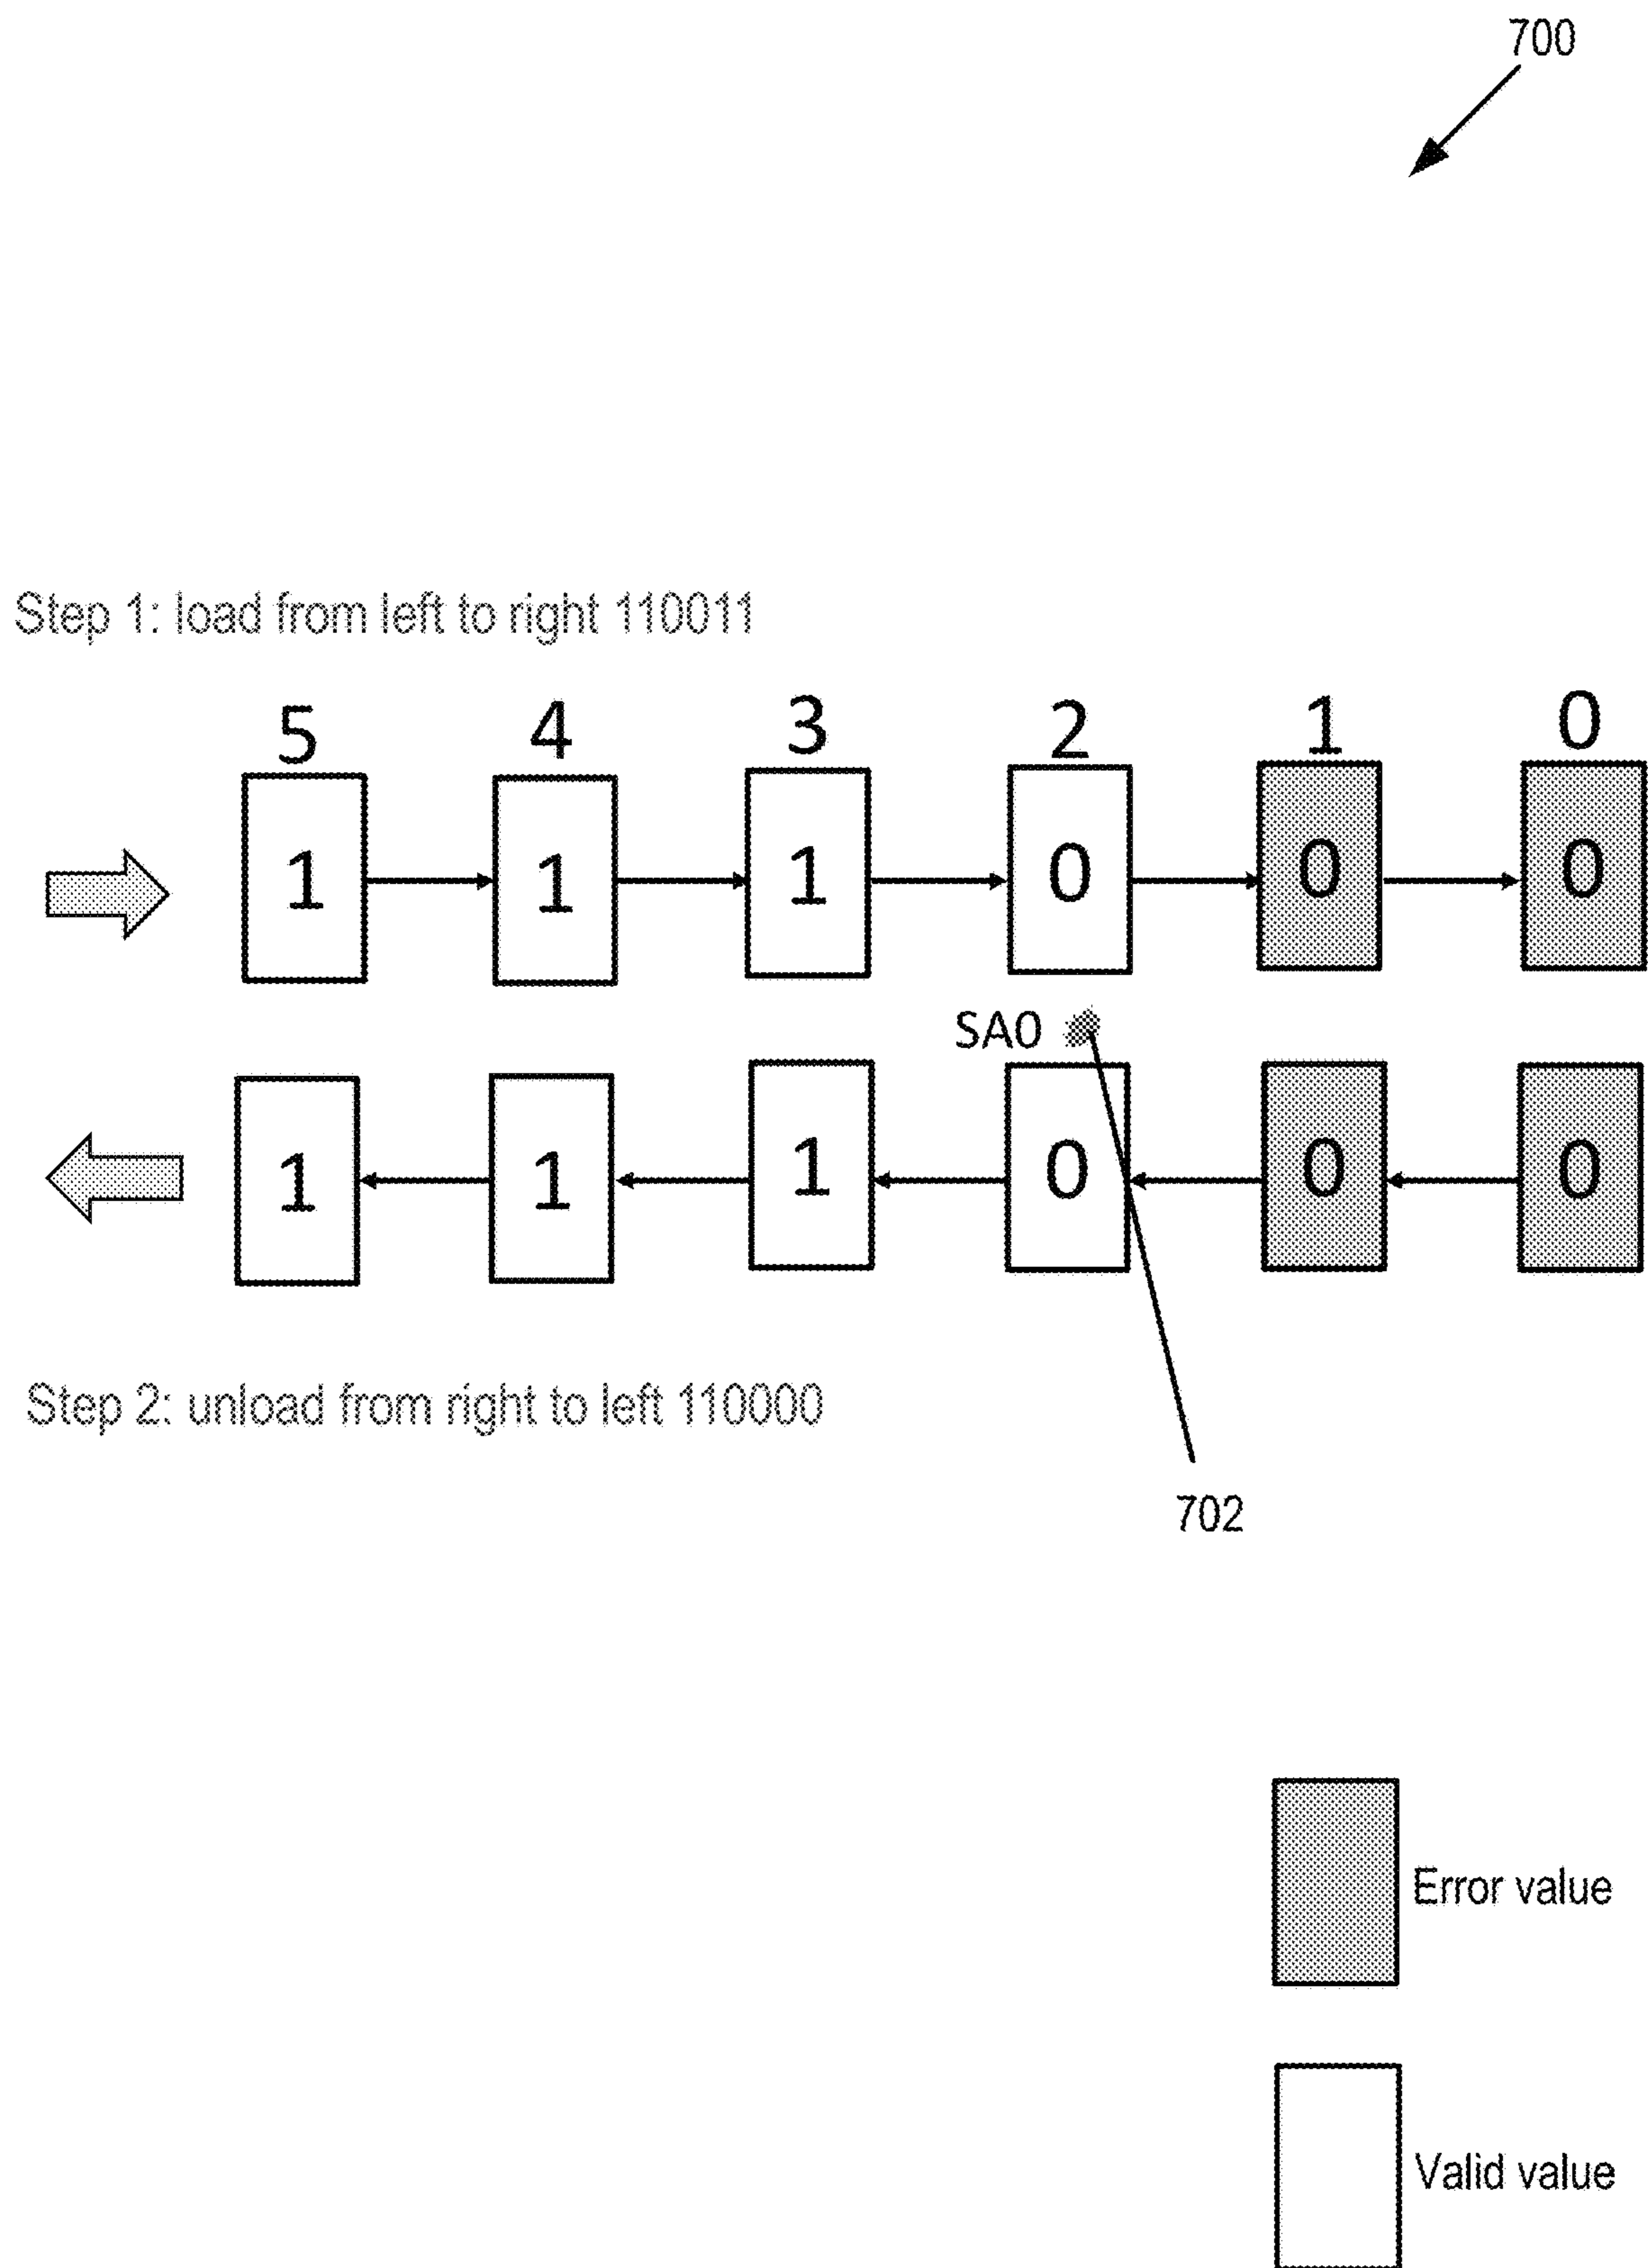 700
Step 1: load from left to right 110011
5 4 3 2 1 0
1 1 1 0 0 0
SA0
1 1 1 0 0 0
Step 2: unload from right to left 110000
702
Error value
Valid value